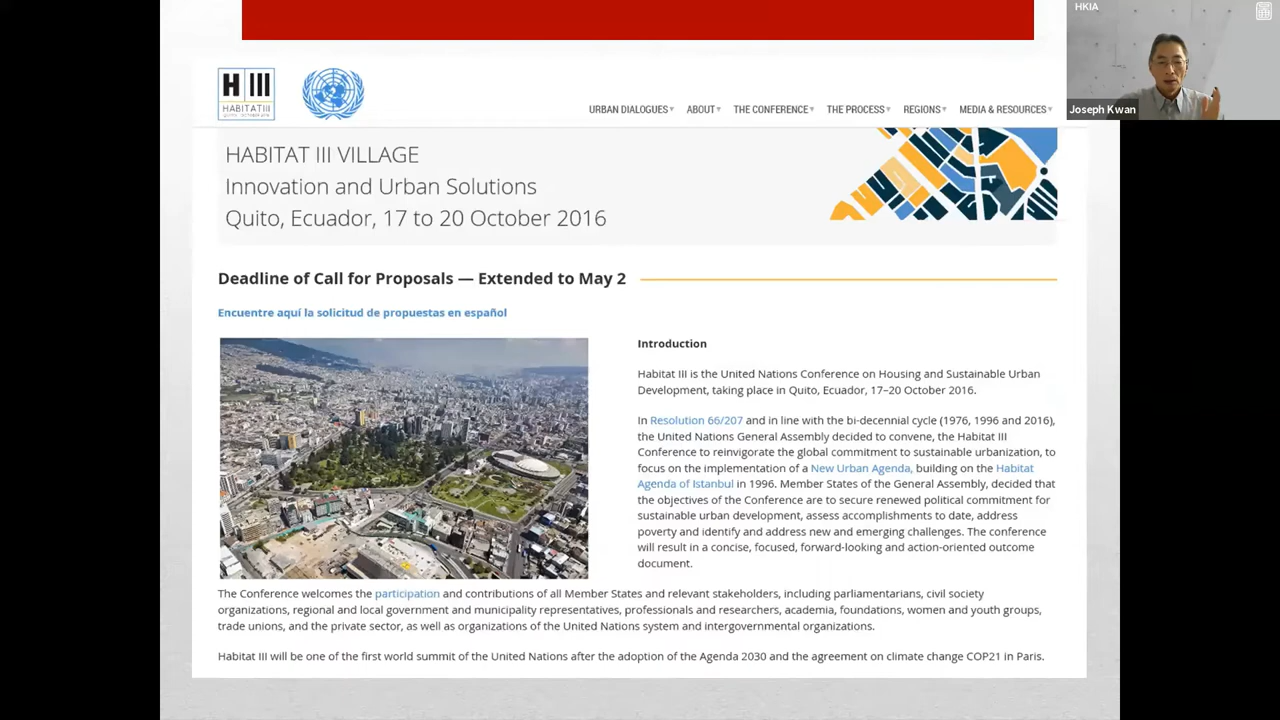 HKIA
Joseph Kwan
H III
HABITAT III
URBAN DIALOGUES
ABOUT
THE CONFERENCE
THE PROCESS
REGIONS
MEDIA & RESOURCES
HABITAT III VILLAGE
Innovation and Urban Solutions
Quito, Ecuador, 17 to 20 October 2016
Deadline of Call for Proposals — Extended to May 2
Encuentre aquí la solicitud de propuestas en español
Introduction
Habitat III is the United Nations Conference on Housing and Sustainable Urban
Development, taking place in Quito, Ecuador, 17–20 October 2016.
In Resolution 66/207 and in line with the bi-decennial cycle (1976, 1996 and 2016),
the United Nations General Assembly decided to convene, the Habitat III
Conference to reinvigorate the global commitment to sustainable urbanization, to
focus on the implementation of a New Urban Agenda, building on the Habitat
Agenda of Istanbul in 1996. Member States of the General Assembly, decided that
the objectives of the Conference are to secure renewed political commitment for
sustainable urban development, assess accomplishments to date, address
poverty and identify and address new and emerging challenges. The conference
will result in a concise, focused, forward-looking and action-oriented outcome
document.
The Conference welcomes the participation and contributions of all Member States and relevant stakeholders, including parliamentarians, civil society
organizations, regional and local government and municipality representatives, professionals and researchers, academia, foundations, women and youth groups,
trade unions, and the private sector, as well as organizations of the United Nations system and intergovernmental organizations.
Habitat III will be one of the first world summit of the United Nations after the adoption of the Agenda 2030 and the agreement on climate change COP21 in Paris.